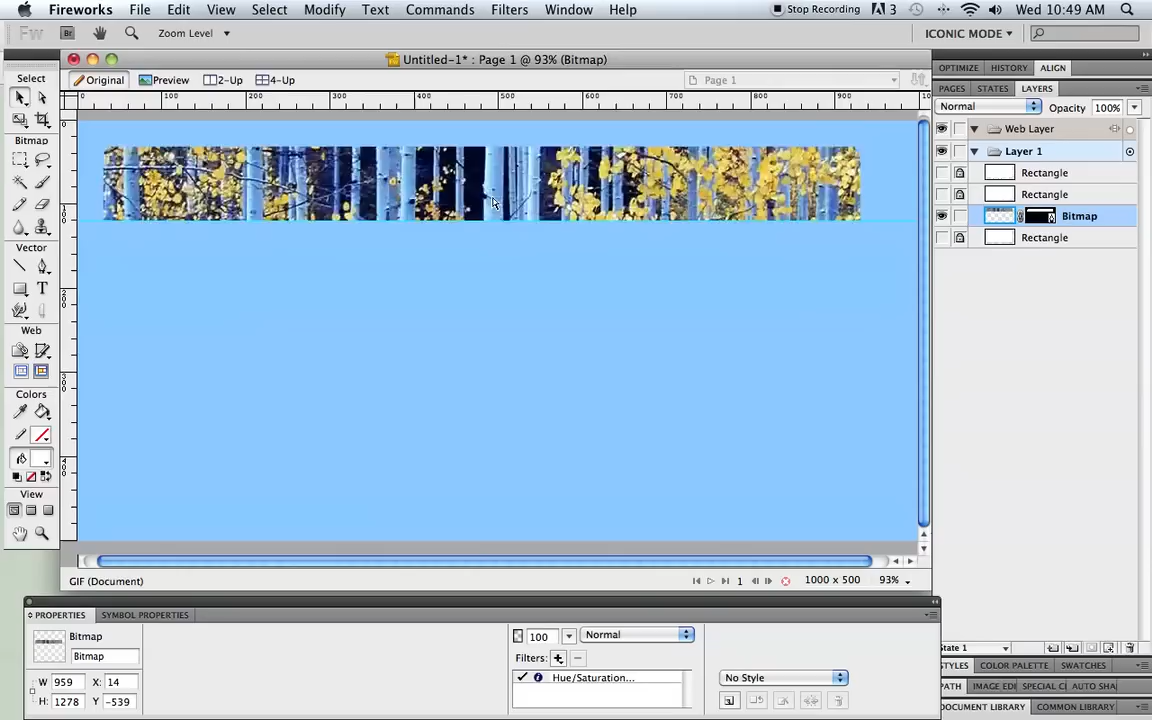 Fireworks File Edit View Select Modify Text Commands Filters Window Help Stop Recording 3 Wed 10:49 AM
Fw Br Zoom Level ICONIC MODE
Untitled-1* : Page 1 @ 93% (Bitmap)
Select
Original Preview 2-Up 4-Up Page 1
OPTIMIZE HISTORY ALIGN
PAGES STATES LAYERS
0 100 200 300 400 500 600 700 800 900
Normal Opacity 100%
Web Layer
Bitmap
Layer 1
Rectangle
Rectangle
Bitmap
Rectangle
Vector
Web
Colors
View
GIF (Document) 1 1000 x 500 93%
PROPERTIES SYMBOL PROPERTIES
Bitmap
Bitmap
100 Normal
Filters:
Hue/Saturation...
No Style
W 959 X: 14
H: 1278 Y -539
State 1
STYLES COLOR PALETTE SWATCHES
PATH IMAGE EDI SPECIAL C AUTO SHA
DOCUMENT LIBRARY COMMON LIBRARY